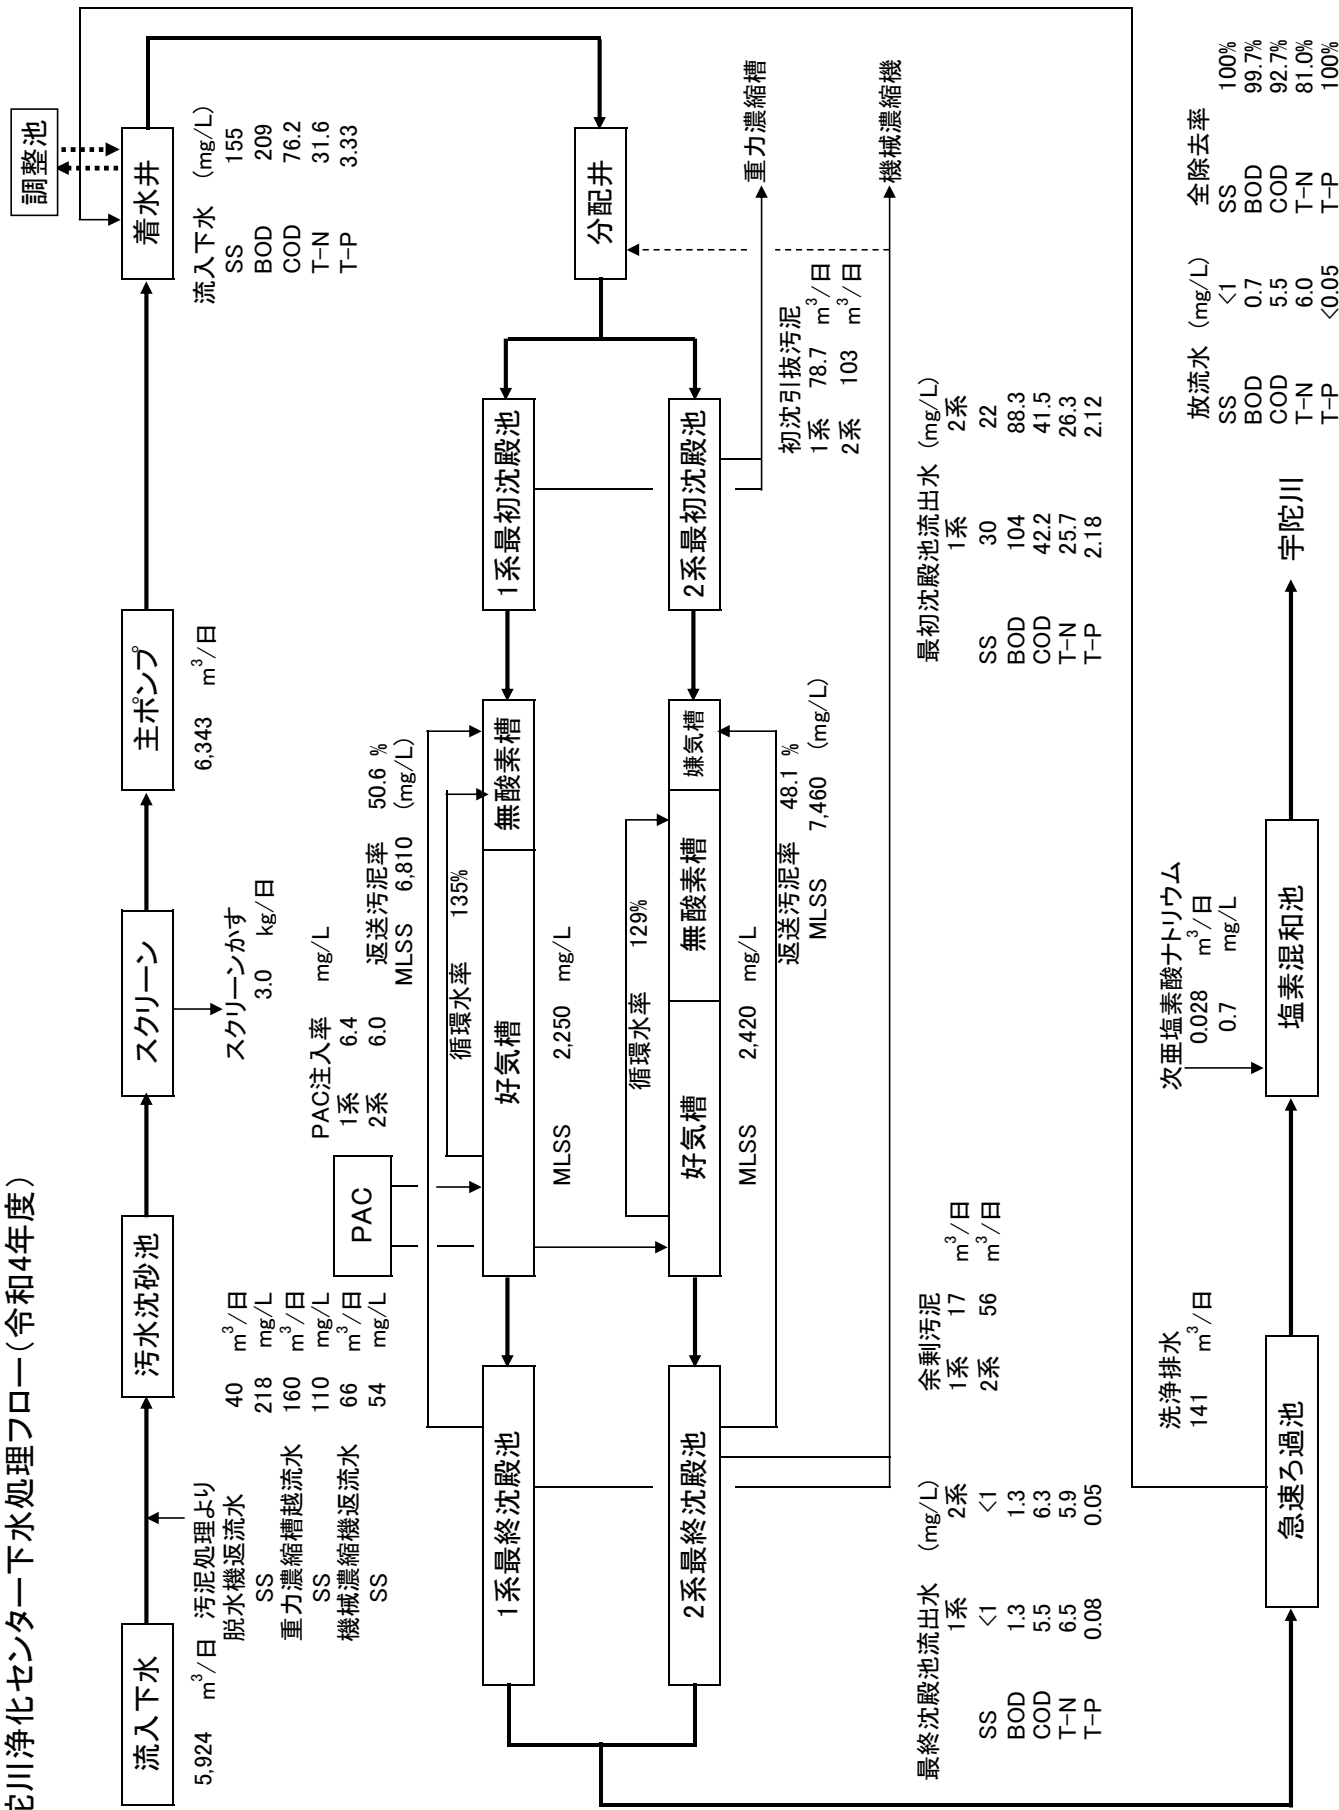 川浄化センター下水処理フロー(令和4年度)
流入下水
5,924 m³/日
汚泥処理より
脱水機返流水 40 m³/日
SS 218 mg/L
重力濃縮槽越流水 160 m³/日
SS 110 mg/L
機械濃縮機返流水 66 m³/日
SS 54 mg/L
汚水沈砂池
スクリーン
スクリーンかす
3.0 kg/日
主ポンプ
6,343 m³/日
着水井
調整池
流入下水 (mg/L)
SS 155
BOD 209
COD 76.2
T-N 31.6
T-P 3.33
分配井
PAC
PAC注入率
1系 6.4 mg/L
2系 6.0
返送汚泥率 50.6 %
MLSS 6,810 (mg/L)
循環水率 135%
1系最終沈殿池
好気槽
無酸素槽
1系最初沈殿池
MLSS 2,250 mg/L
循環水率 129%
2系最終沈殿池
好気槽
無酸素槽
嫌気槽
2系最初沈殿池
MLSS 2,420 mg/L
返送汚泥率 48.1 %
MLSS 7,460 (mg/L)
重力濃縮槽
初沈引抜汚泥
1系 78.7 m³/日
2系 103 m³/日
機械濃縮機
最終沈殿池流出水 (mg/L)
1系 2系
SS <1 <1
BOD 1.3 1.3
COD 5.5 6.3
T-N 6.5 5.9
T-P 0.08 0.05
余剰汚泥
1系 17 m³/日
2系 56 m³/日
最初沈殿池流出水 (mg/L)
1系 2系
SS 30 22
BOD 104 88.3
COD 42.2 41.5
T-N 25.7 26.3
T-P 2.18 2.12
洗浄排水
141 m³/日
急速ろ過池
次亜塩素酸ナトリウム
0.028 m³/日
0.7 mg/L
塩素混和池
宇陀川
放流水 (mg/L) 全除去率
SS <1 SS 100%
BOD 0.7 BOD 99.7%
COD 5.5 COD 92.7%
T-N 6.0 T-N 81.0%
T-P <0.05 T-P 100%